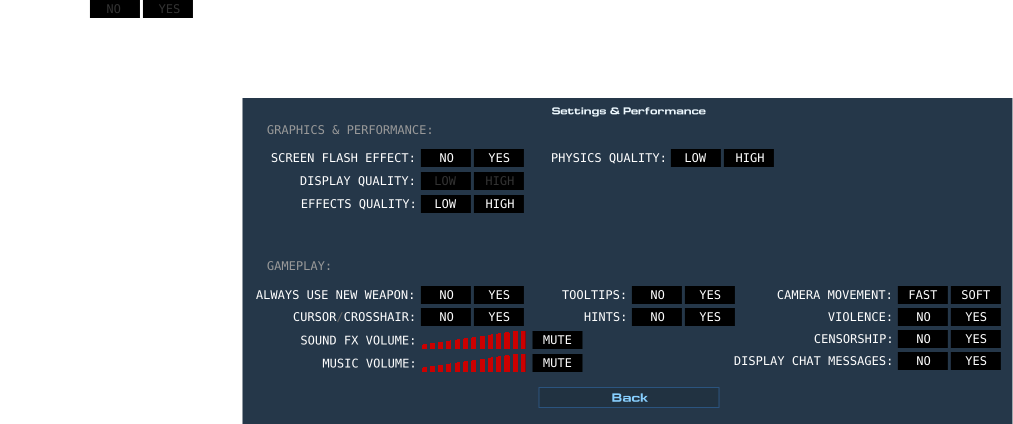 NO YES
Settings & Performance
GRAPHICS & PERFORMANCE:
SCREEN FLASH EFFECT: NO YES PHYSICS QUALITY: LOW HIGH
DISPLAY QUALITY: LOW HIGH
EFFECTS QUALITY: LOW HIGH
GAMEPLAY:
ALWAYS USE NEW WEAPON: NO YES TOOLTIPS: NO YES CAMERA MOVEMENT: FAST SOFT
CURSOR/CROSSHAIR: NO YES HINTS: NO YES VIOLENCE: NO YES
SOUND FX VOLUME: MUTE CENSORSHIP: NO YES
MUSIC VOLUME: MUTE DISPLAY CHAT MESSAGES: NO YES
Back